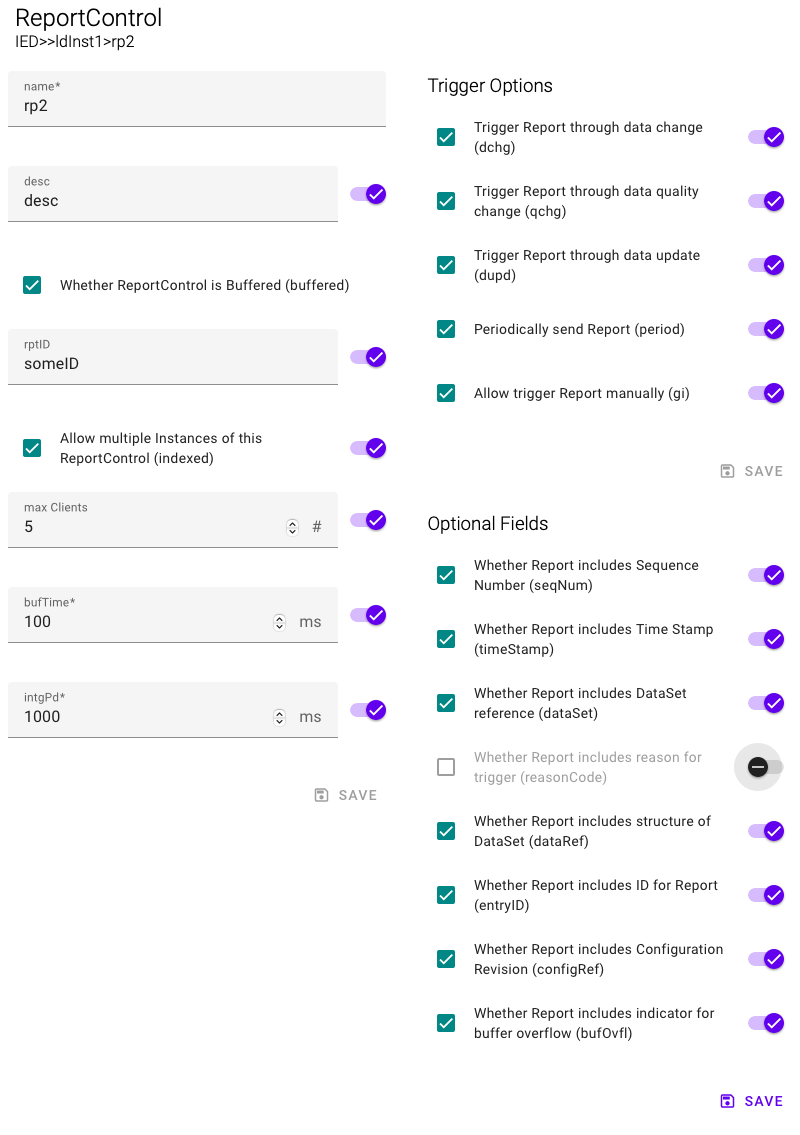 ReportControl
IED>>ldInst1>rp2
name*
rp2
desc
desc
Whether ReportControl is Buffered (buffered)
rptID
someID
Allow multiple Instances of this
ReportControl (indexed)
max Clients
5 #
bufTime*
100 ms
intgPd*
1000 ms
SAVE
Trigger Options
Trigger Report through data change
(dchg)
Trigger Report through data quality
change (qchg)
Trigger Report through data update
(dupd)
Periodically send Report (period)
Allow trigger Report manually (gi)
SAVE
Optional Fields
Whether Report includes Sequence
Number (seqNum)
Whether Report includes Time Stamp
(timeStamp)
Whether Report includes DataSet
reference (dataSet)
Whether Report includes reason for
trigger (reasonCode)
Whether Report includes structure of
DataSet (dataRef)
Whether Report includes ID for Report
(entryID)
Whether Report includes Configuration
Revision (configRef)
Whether Report includes indicator for
buffer overflow (bufOvfl)
SAVE